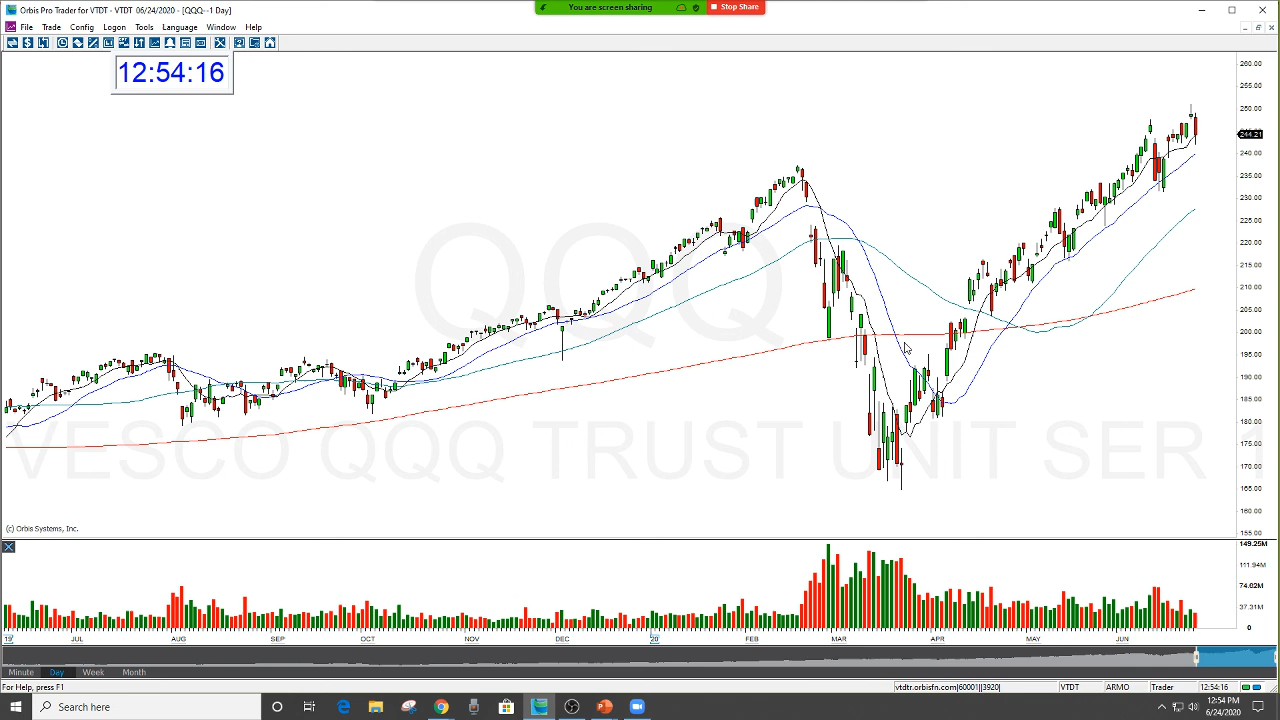 Orbis Pro Trader for VTDT - VTDT 06/24/2020 - [QQQ--1 Day]
You are screen sharing
Stop Share
File Trade Config Logon Tools Language Window Help
12:54:16
260.00
255.00
250.00
244.21
240.00
235.00
230.00
225.00
220.00
215.00
210.00
205.00
200.00
195.00
190.00
185.00
180.00
175.00
170.00
165.00
160.00
155.00
QQQ
VESCO QQQ TRUST UNIT SER 1
(c) Orbis Systems, Inc.
149.25M
111.94M
74.62M
37.31M
0
19 JUL AUG SEP OCT NOV DEC 20 FEB MAR APR MAY JUN
Minute Day Week Month
For Help, press F1
vtdtr.orbisfn.com|60001||3920| VTDT ARMO Trader 12:54:16
Search here
12:54 PM
6/24/2020